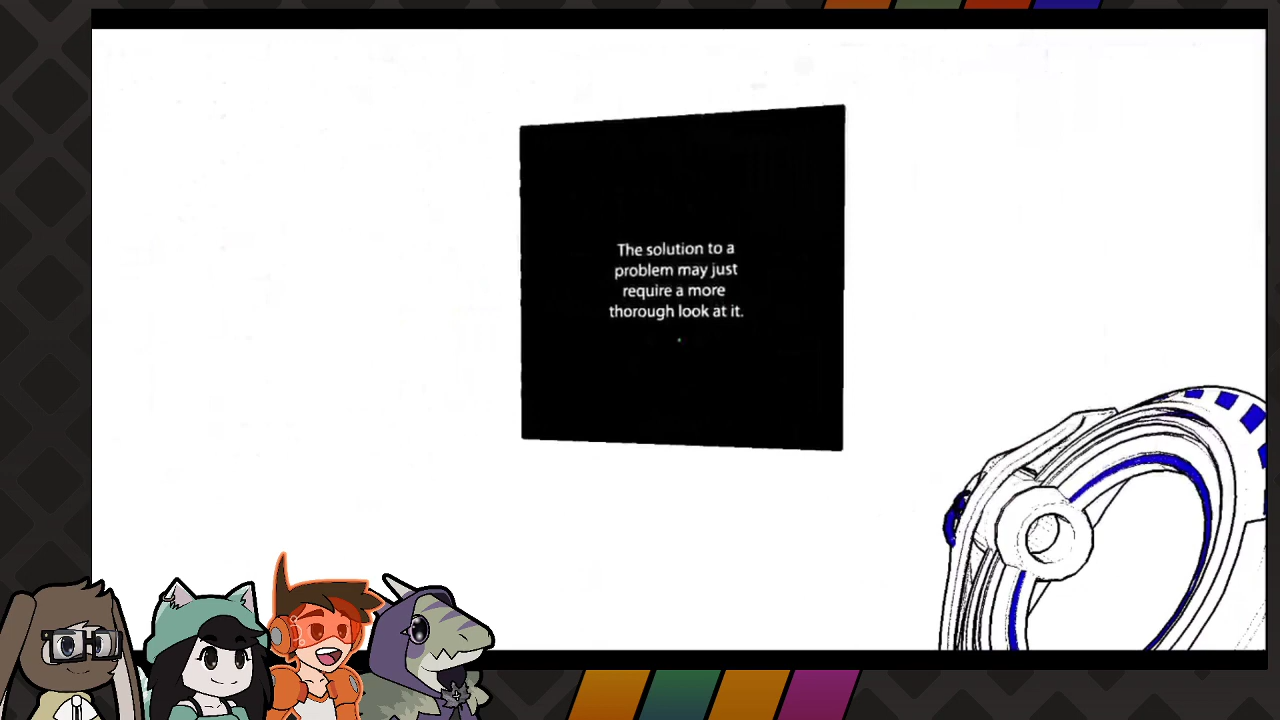 The solution to a
problem may just
require a more
thorough look at it.